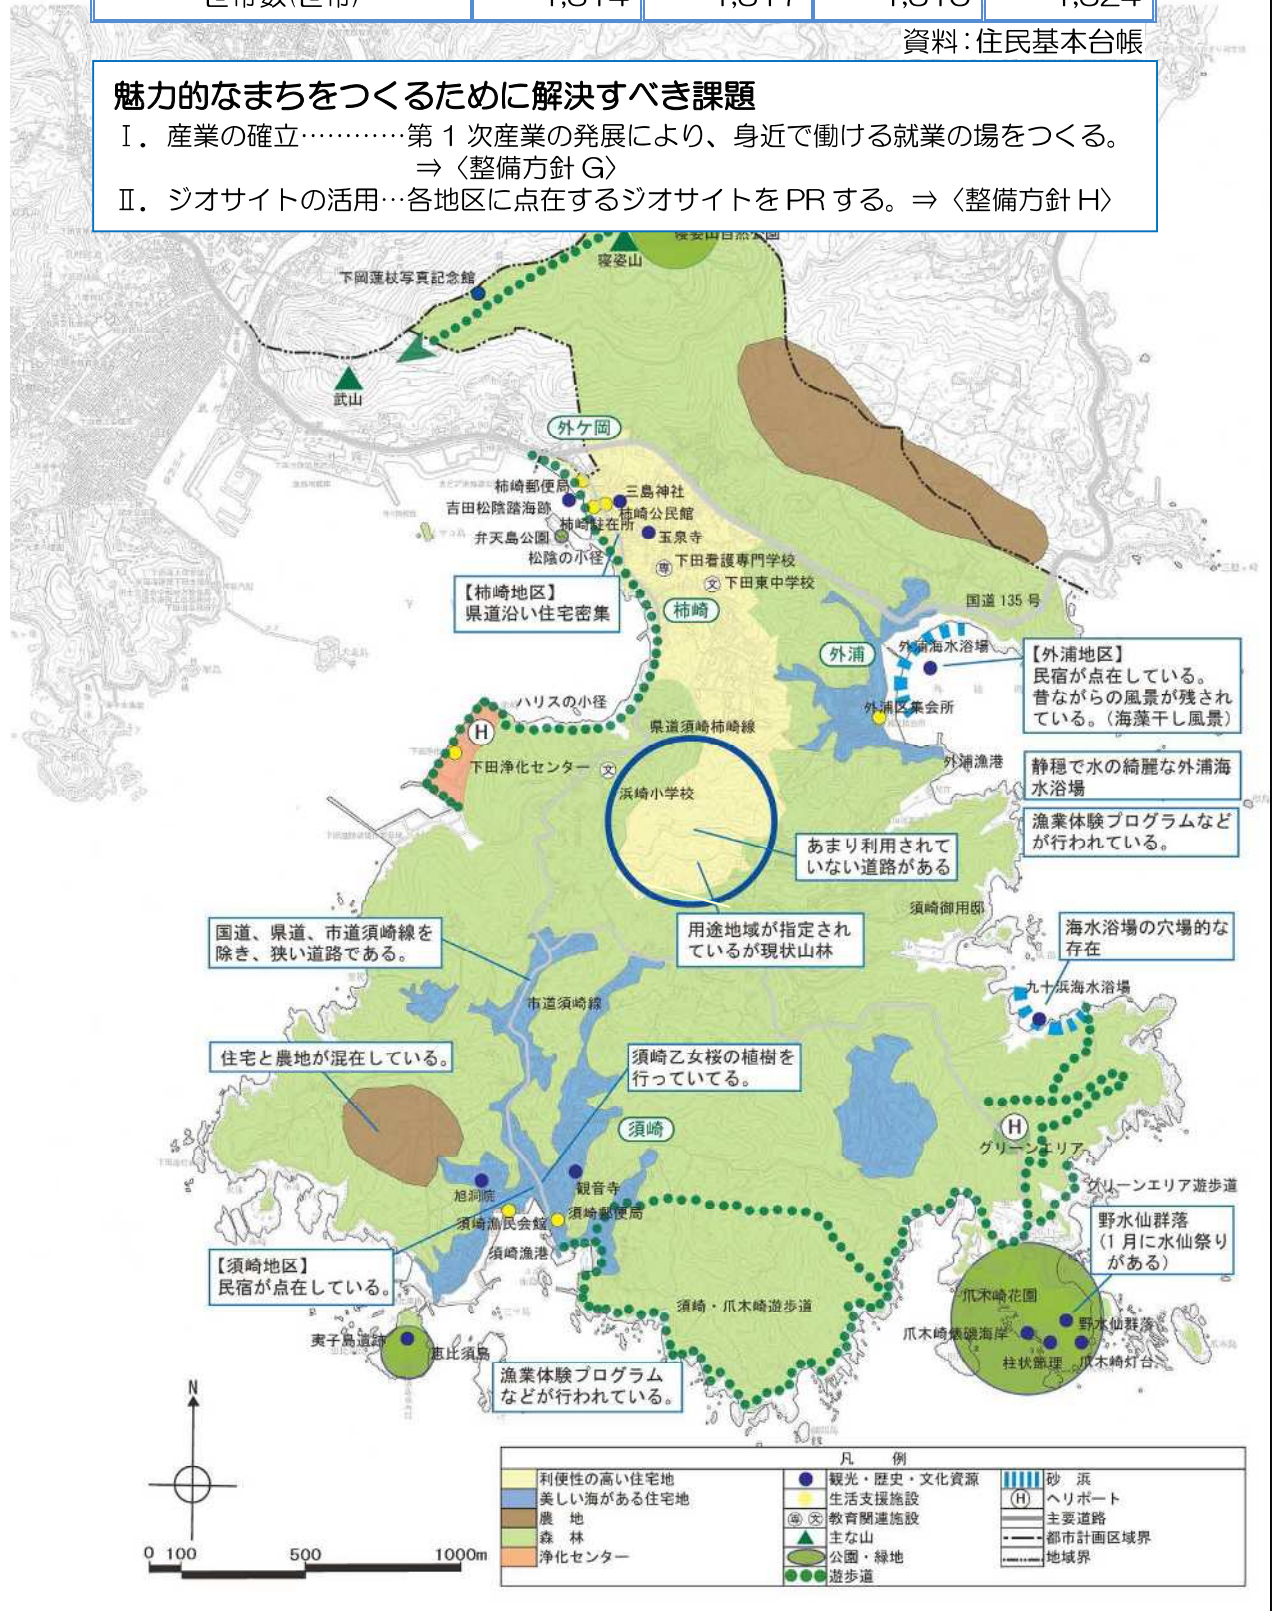 資料:住民基本台帳
魅力的なまちをつくるために解決すべき課題
Ⅰ．産業の確立…………第1次産業の発展により、身近で働ける就業の場をつくる。
⇒〈整備方針G〉
Ⅱ．ジオサイトの活用…各地区に点在するジオサイトをPRする。⇒〈整備方針H〉
寝姿山自然公園
寝姿山
下岡蓮杖写真記念館
武山
外ケ岡
柿崎郵便局
三島神社
吉田松陰踏海跡
柿崎公民館
柿崎駐在所
弁天島公園
玉泉寺
松陰の小径
専 下田看護専門学校
文 下田東中学校
【柿崎地区】
県道沿い住宅密集
柿崎
国道135号
外浦
外浦海水浴場
【外浦地区】
民宿が点在している。
昔ながらの風景が残され
ている。（海藻干し風景）
ハリスの小径
外浦区集会所
県道須崎柿崎線
H
下田浄化センター
文
浜崎小学校
外浦漁港
静穏で水の綺麗な外浦海
水浴場
漁業体験プログラムなど
が行われている。
あまり利用されて
いない道路がある
須崎御用邸
国道、県道、市道須崎線を
除き、狭い道路である。
用途地域が指定され
ているが現状山林
海水浴場の穴場的な
存在
九十浜海水浴場
市道須崎線
住宅と農地が混在している。
須崎乙女桜の植樹を
行っていてる。
須崎
H
グリーンエリア
旭洞院
観音寺
グリーンエリア遊歩道
須崎漁民会館
須崎郵便局
須崎漁港
野水仙群落
（1月に水仙祭り
がある）
【須崎地区】
民宿が点在している。
須崎・爪木崎遊歩道
爪木崎花園
野水仙群落
爪木崎俵磯海岸
柱状節理
爪木崎灯台
夷子島遺跡
恵比須島
漁業体験プログラム
などが行われている。
N
0 100 500 1000m
凡 例
利便性の高い住宅地
美しい海がある住宅地
農 地
森 林
浄化センター
観光・歴史・文化資源
生活支援施設
専 文 教育関連施設
主な山
公園・緑地
遊歩道
砂 浜
H ヘリポート
主要道路
都市計画区域界
地域界